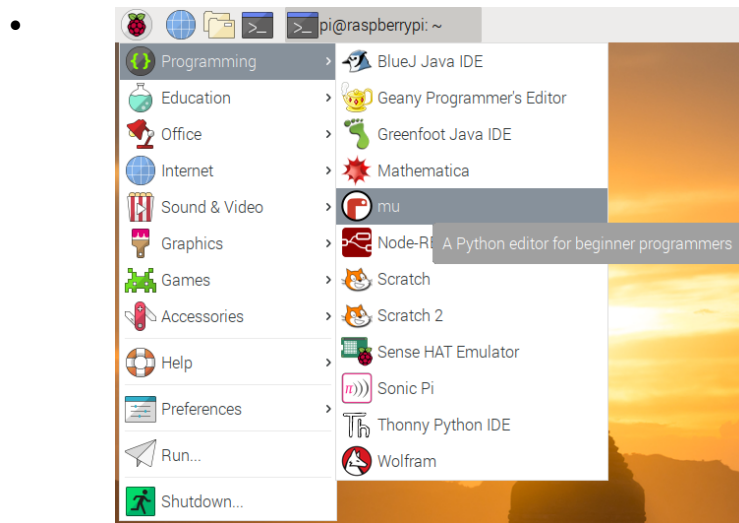 pi@raspberrypi: ~
Programming
Education
Office
Internet
Sound & Video
Graphics
Games
Accessories
Help
Preferences
Run...
Shutdown...
BlueJ Java IDE
Geany Programmer's Editor
Greenfoot Java IDE
Mathematica
mu
Node-RE
A Python editor for beginner programmers
Scratch
Scratch 2
Sense HAT Emulator
Sonic Pi
Thonny Python IDE
Wolfram